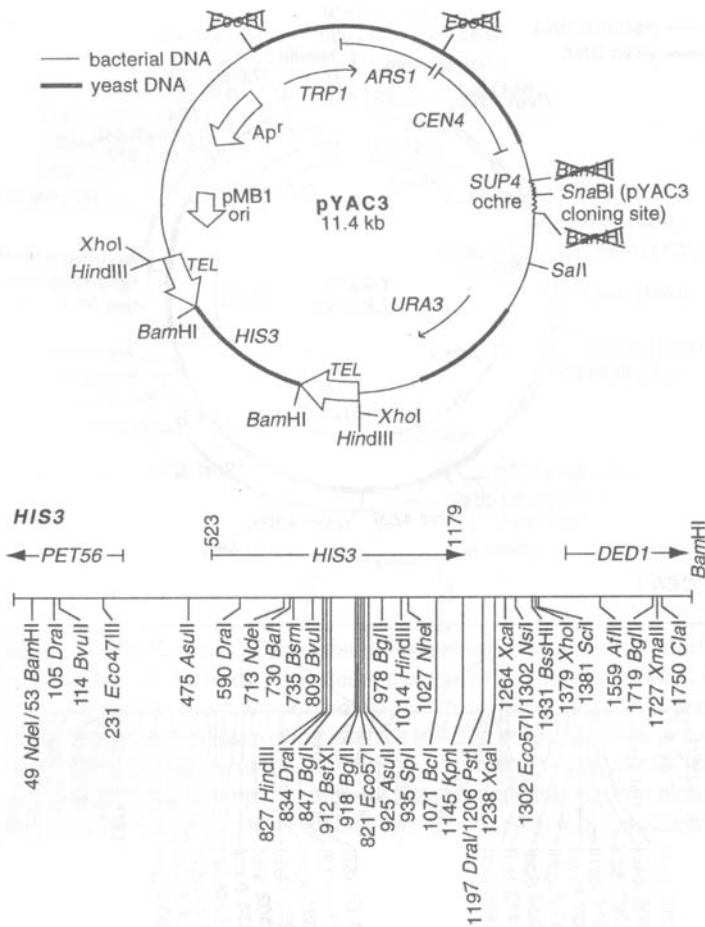 EcoRI
EcoRI
bacterial DNA
yeast DNA
TRP1
ARS1
CEN4
Apʳ
pMB1
ori
pYAC3
11.4 kb
SUP4
ochre
BamHI
SnaBI (pYAC3
cloning site)
BamHI
SalI
XhoI
HindIII
TEL
BamHI
HIS3
URA3
TEL
BamHI
XhoI
HindIII
HIS3
523
1179
BamHI
PET56
HIS3
DED1
49 NdeI/53 BamHI
105 DraI
114 BvuII
231 Eco47III
475 AsuII
590 DraI
713 NdeI
730 BalI
735 BsmI
809 BvuII
978 BglII
1014 HindIII
1027 NheI
1264 XcaI
1302 Eco57I/1302 NsiI
1331 BssHII
1379 XhoI
1381 ScI
1559 AflII
1719 BglII
1727 XmaIII
1750 ClaI
827 HindIII
834 DraI
847 BglI
912 BstXI
918 BglI
821 Eco57I
925 AsuII
935 SplI
1071 BclI
1145 KpnI
1197 DraI/1206 PstI
1238 XcaI